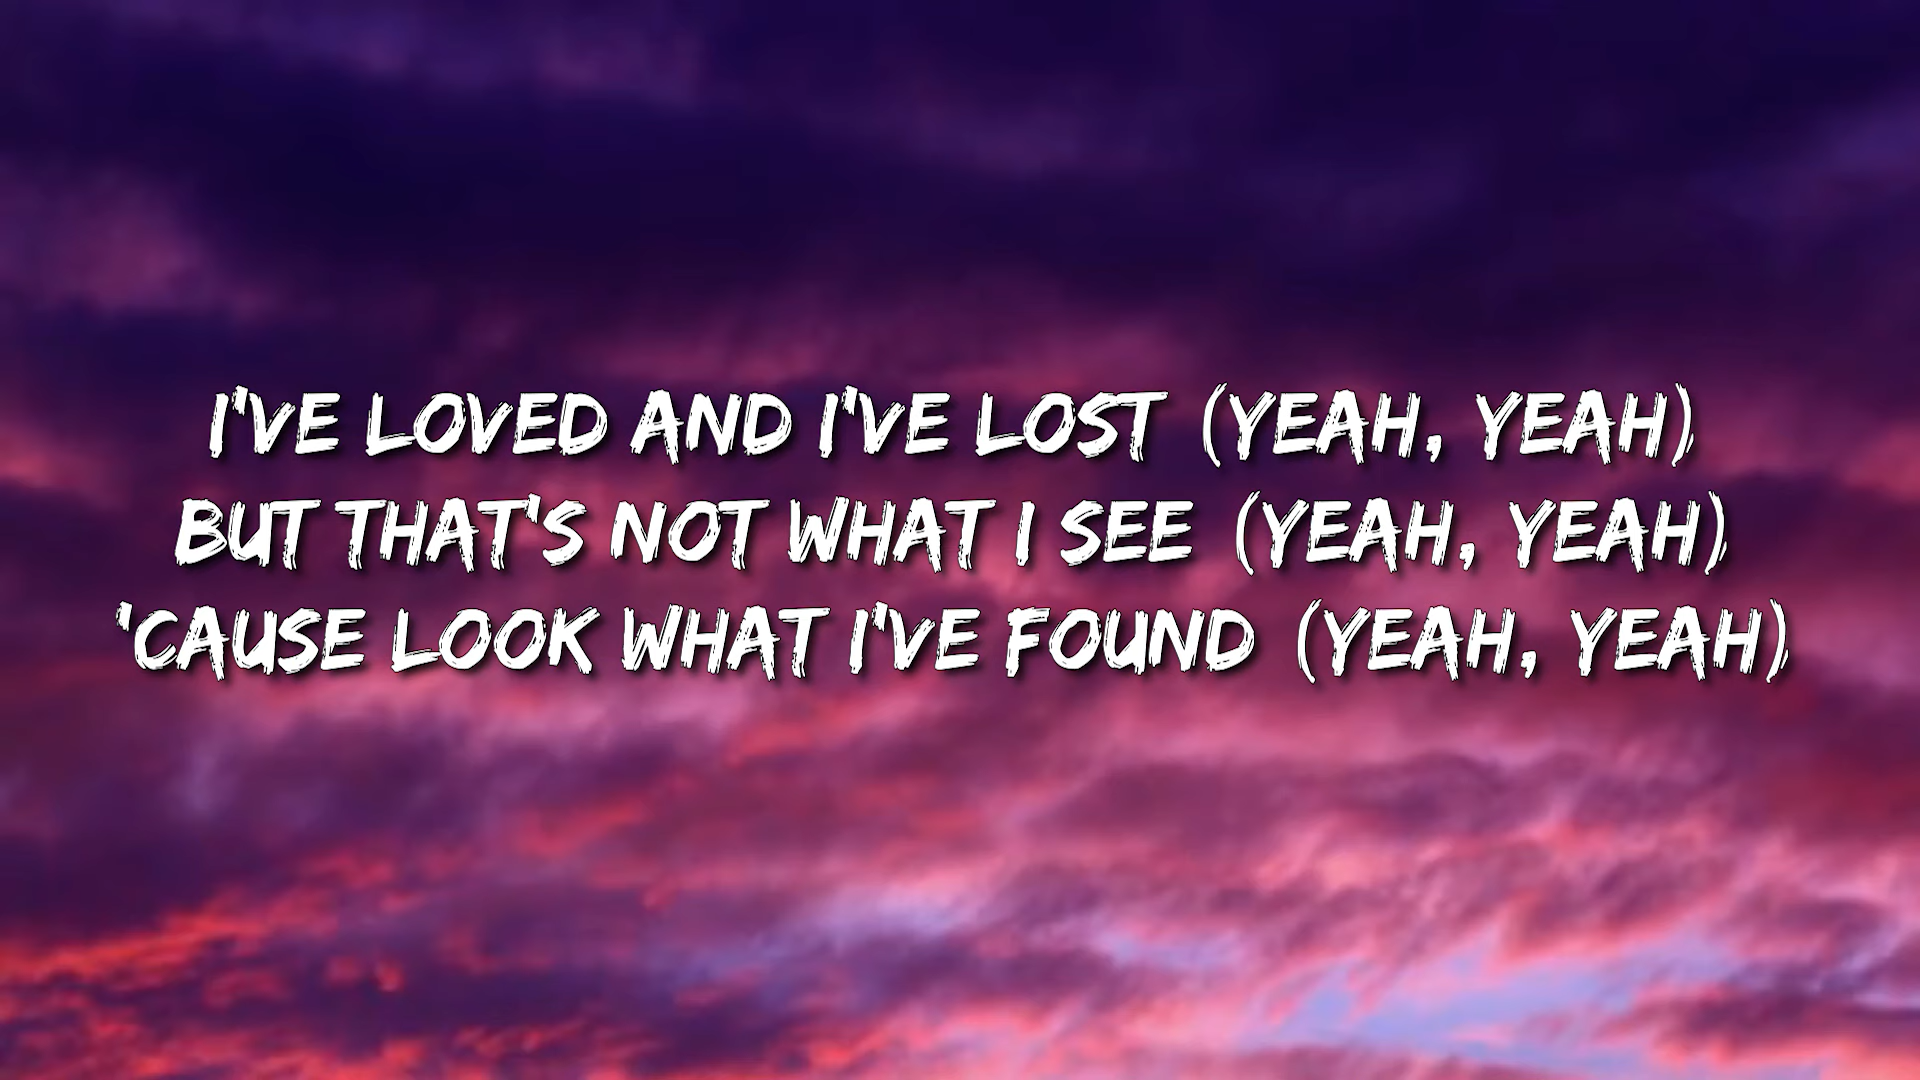 I'VE LOVED AND I'VE LOST (YEAH, YEAH)
BUT THAT'S NOT WHAT I SEE (YEAH, YEAH)
'CAUSE LOOK WHAT I'VE FOUND (YEAH, YEAH)